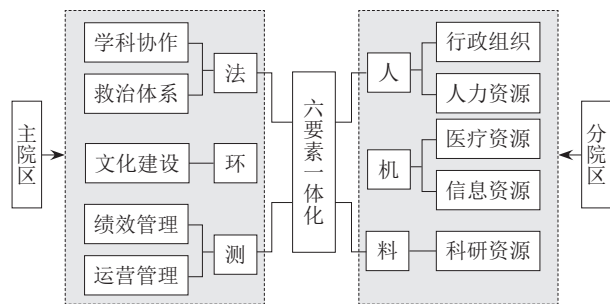 主院区
学科协作
救治体系
法
文化建设
环
绩效管理
运营管理
测
六要素一体化
人
行政组织
人力资源
机
医疗资源
信息资源
料
科研资源
分院区